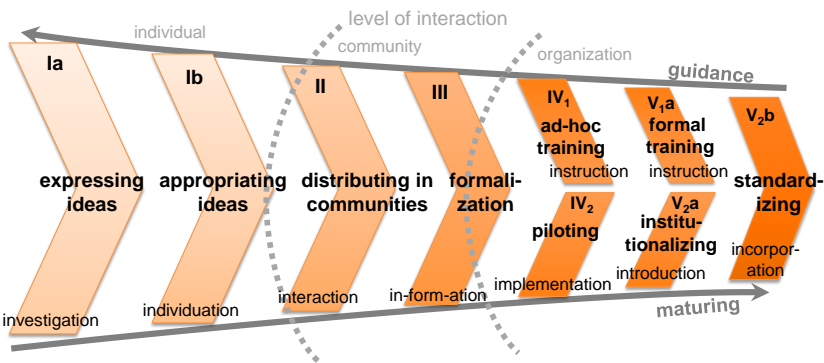 level of interaction
individual
community
organization
guidance
Ia
expressing
ideas
investigation
Ib
appropriating
ideas
individuation
II
distributing in
communities
interaction
III
formali-
zation
in-form-ation
IV1
ad-hoc
training
instruction
IV2
piloting
implementation
V1a
formal
training
instruction
V2a
institu-
tionalizing
introduction
V2b
standard-
izing
incorpor-
ation
maturing